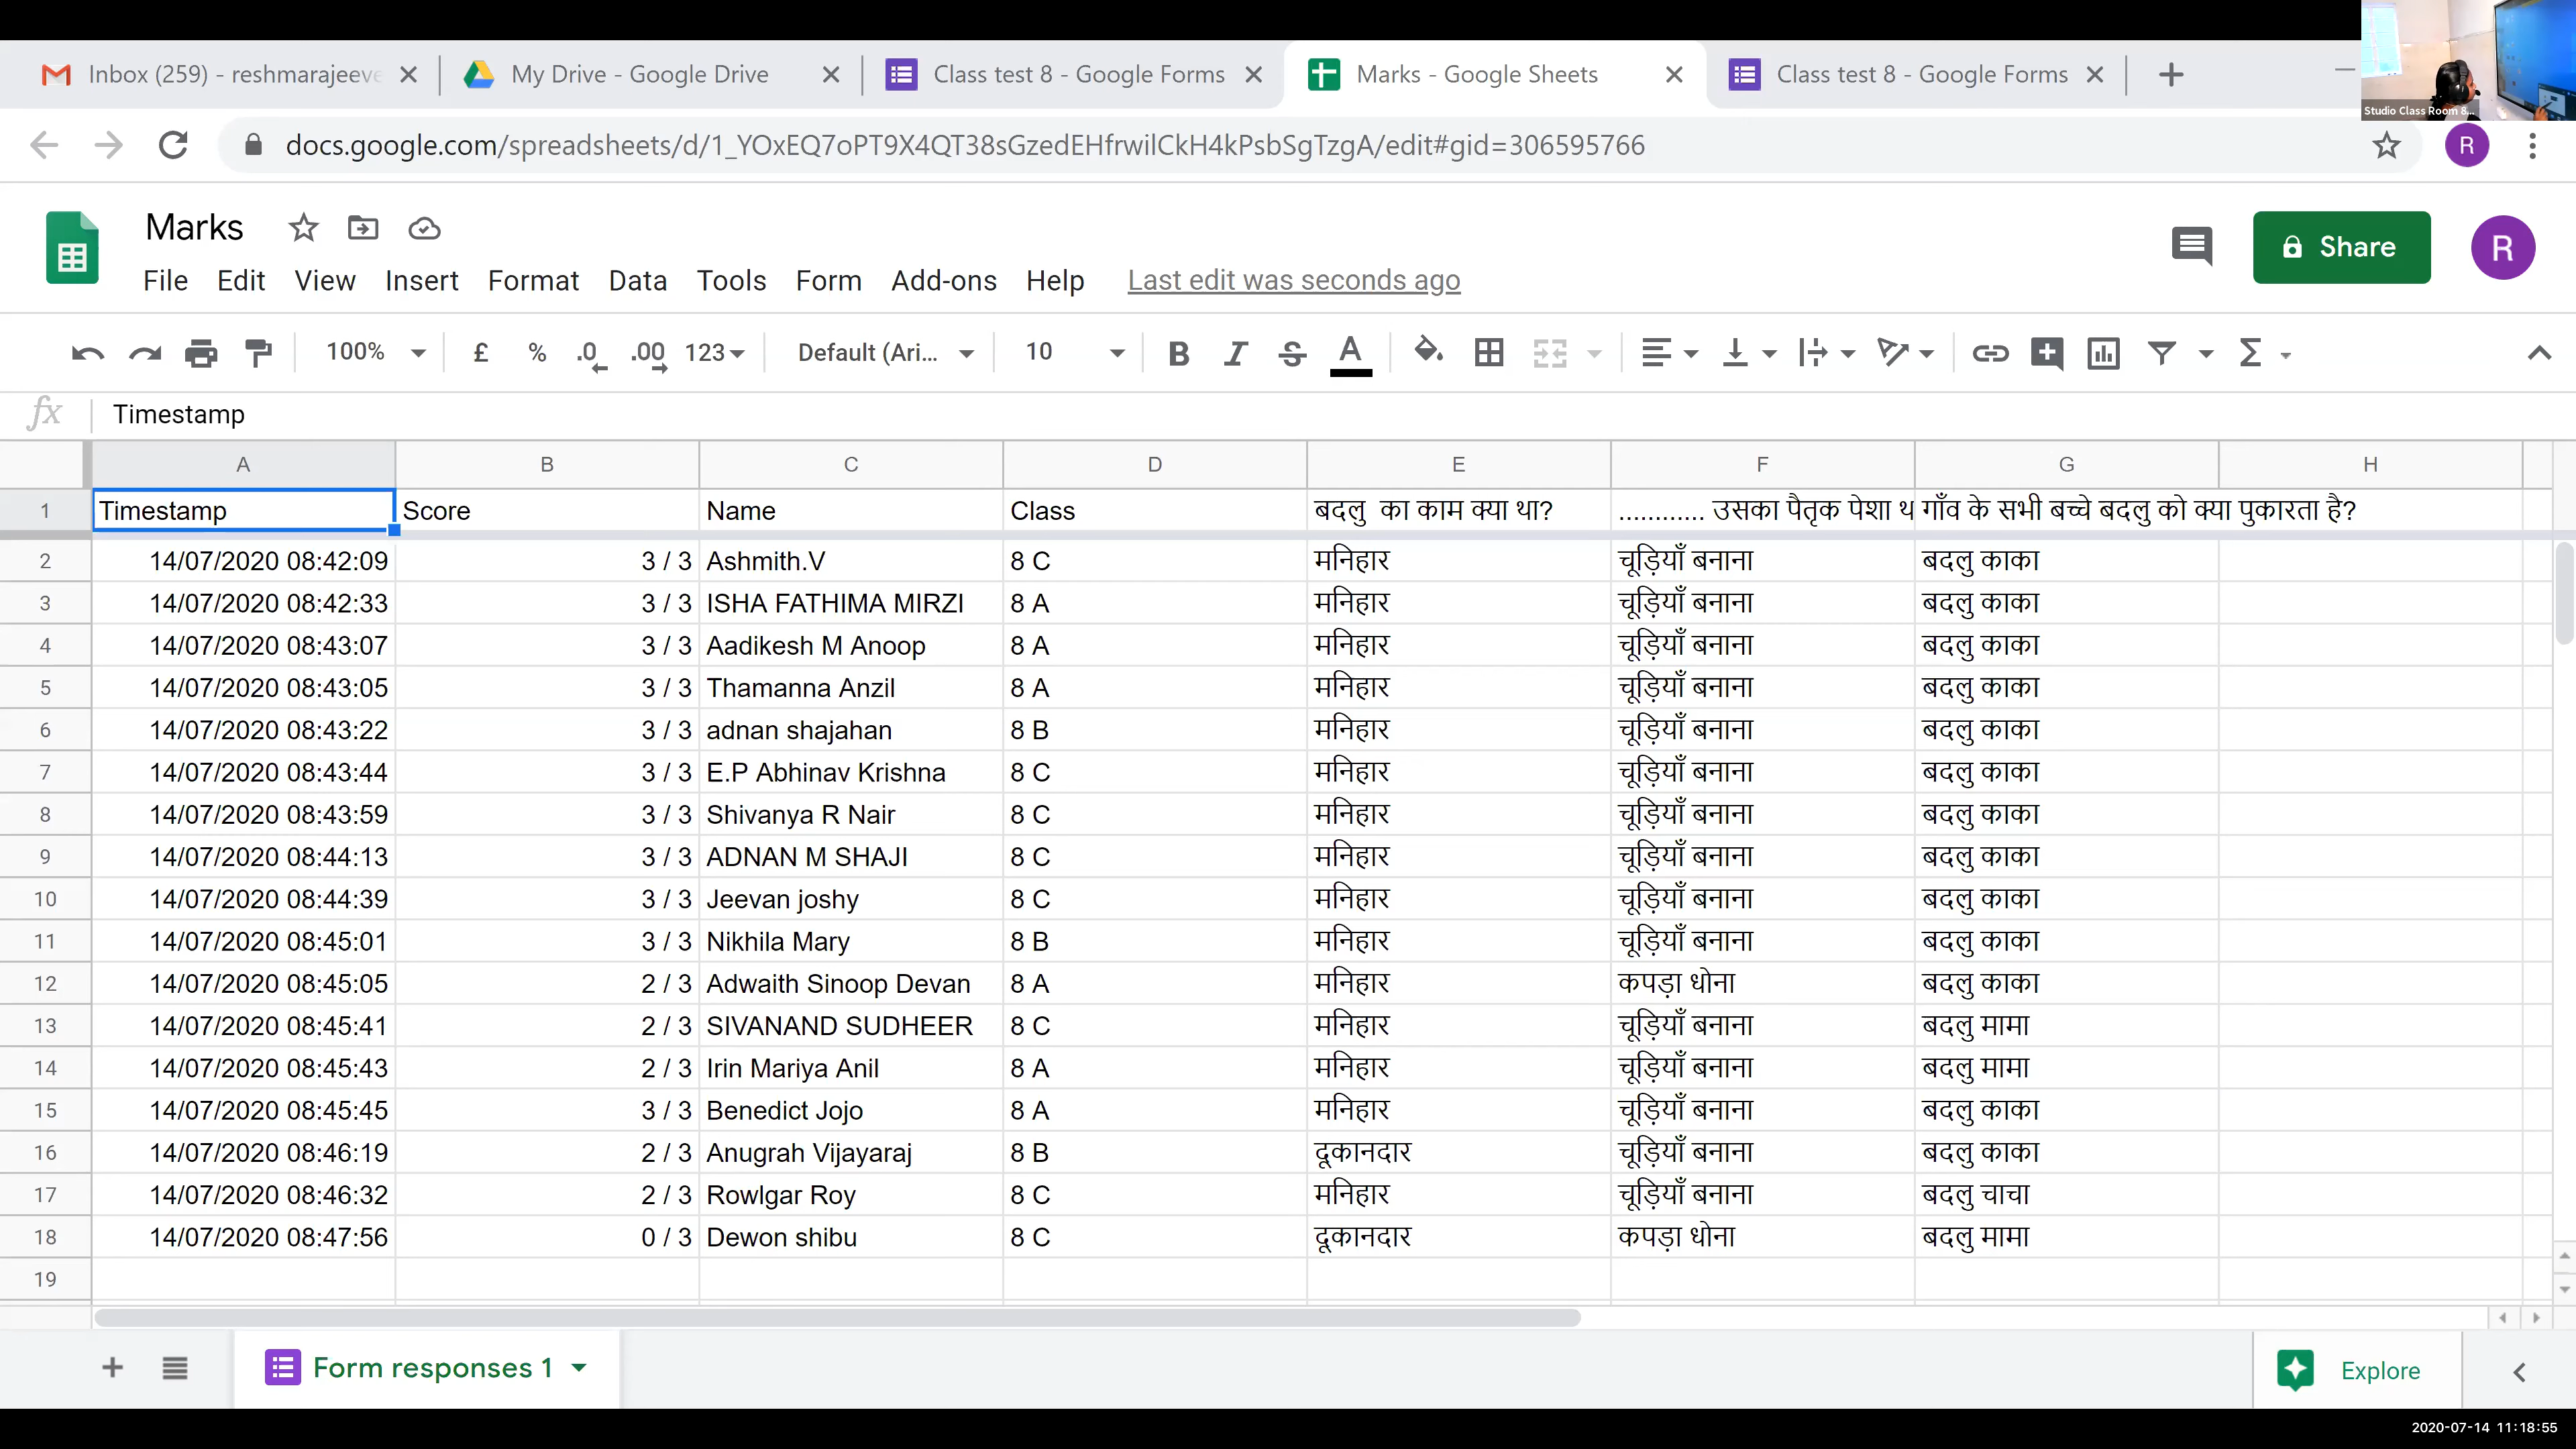 Inbox (259) - reshmarajeeve
My Drive - Google Drive
Class test 8 - Google Forms
Marks - Google Sheets
Class test 8 - Google Forms
Studio Class Room 8...
docs.google.com/spreadsheets/d/1_YOxEQ7oPT9X4QT38sGzedEHfrwilCkH4kPsbSgTzgA/edit#gid=306595766
R
Marks
Share
R
File Edit View Insert Format Data Tools Form Add-ons Help Last edit was seconds ago
100% £ % .0 .00 123 Default (Ari... 10 B I S A Σ
fx Timestamp
A B C D E F G H
1 Timestamp Score Name Class बदलु का काम क्या था? ............ उसका पैतृक पेशा थ गाँव के सभी बच्चे बदलु को क्या पुकारता है?
2 14/07/2020 08:42:09 3 / 3 Ashmith.V 8 C मनिहार चूड़ियाँ बनाना बदलु काका
3 14/07/2020 08:42:33 3 / 3 ISHA FATHIMA MIRZI 8 A मनिहार चूड़ियाँ बनाना बदलु काका
4 14/07/2020 08:43:07 3 / 3 Aadikesh M Anoop 8 A मनिहार चूड़ियाँ बनाना बदलु काका
5 14/07/2020 08:43:05 3 / 3 Thamanna Anzil 8 A मनिहार चूड़ियाँ बनाना बदलु काका
6 14/07/2020 08:43:22 3 / 3 adnan shajahan 8 B मनिहार चूड़ियाँ बनाना बदलु काका
7 14/07/2020 08:43:44 3 / 3 E.P Abhinav Krishna 8 C मनिहार चूड़ियाँ बनाना बदलु काका
8 14/07/2020 08:43:59 3 / 3 Shivanya R Nair 8 C मनिहार चूड़ियाँ बनाना बदलु काका
9 14/07/2020 08:44:13 3 / 3 ADNAN M SHAJI 8 C मनिहार चूड़ियाँ बनाना बदलु काका
10 14/07/2020 08:44:39 3 / 3 Jeevan joshy 8 C मनिहार चूड़ियाँ बनाना बदलु काका
11 14/07/2020 08:45:01 3 / 3 Nikhila Mary 8 B मनिहार चूड़ियाँ बनाना बदलु काका
12 14/07/2020 08:45:05 2 / 3 Adwaith Sinoop Devan 8 A मनिहार कपड़ा धोना बदलु काका
13 14/07/2020 08:45:41 2 / 3 SIVANAND SUDHEER 8 C मनिहार चूड़ियाँ बनाना बदलु मामा
14 14/07/2020 08:45:43 2 / 3 Irin Mariya Anil 8 A मनिहार चूड़ियाँ बनाना बदलु मामा
15 14/07/2020 08:45:45 3 / 3 Benedict Jojo 8 A मनिहार चूड़ियाँ बनाना बदलु काका
16 14/07/2020 08:46:19 2 / 3 Anugrah Vijayaraj 8 B दूकानदार चूड़ियाँ बनाना बदलु काका
17 14/07/2020 08:46:32 2 / 3 Rowlgar Roy 8 C मनिहार चूड़ियाँ बनाना बदलु चाचा
18 14/07/2020 08:47:56 0 / 3 Dewon shibu 8 C दूकानदार कपड़ा धोना बदलु मामा
19
Form responses 1
Explore
2020-07-14 11:18:55